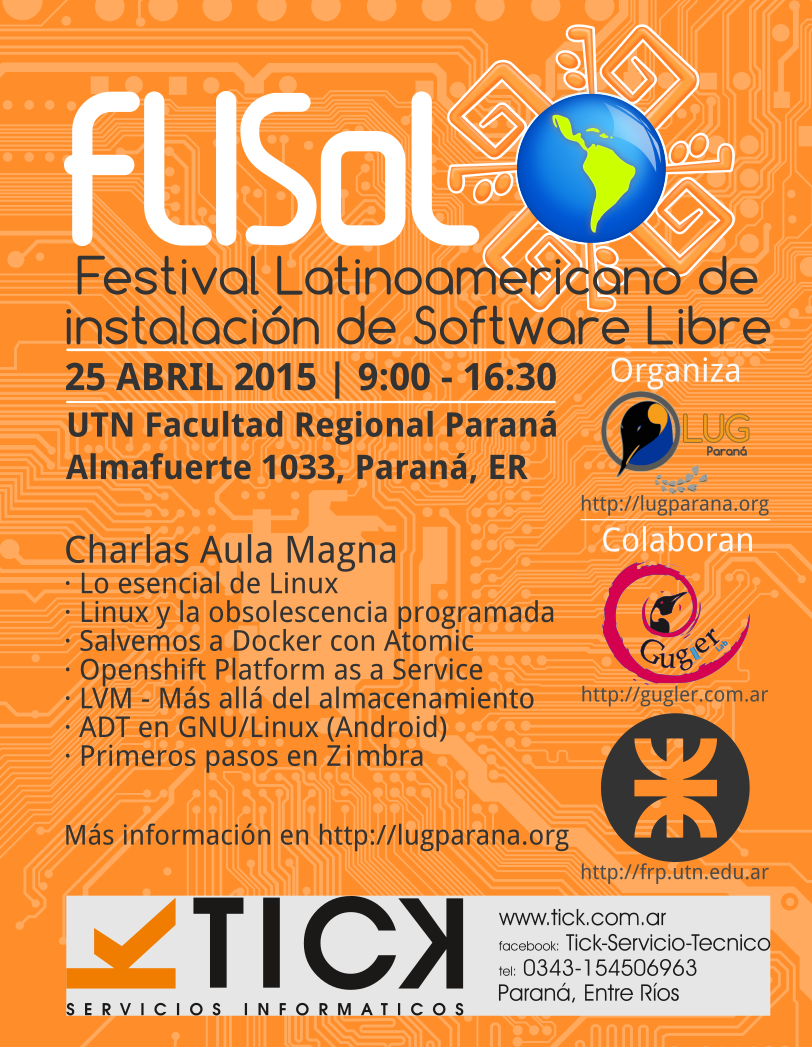 FLISoL
Festival Latinoamericano de
instalación de Software Libre
25 ABRIL 2015 | 9:00 - 16:30
UTN Facultad Regional Paraná
Almafuerte 1033, Paraná, ER
Organiza
LUG
Paraná
http://lugparana.org
Colaboran
Gugler
Lab
http://gugler.com.ar
http://frp.utn.edu.ar
Charlas Aula Magna
· Lo esencial de Linux
· Linux y la obsolescencia programada
· Salvemos a Docker con Atomic
· Openshift Platform as a Service
· LVM - Más allá del almacenamiento
· ADT en GNU/Linux (Android)
· Primeros pasos en Zimbra
Más información en http://lugparana.org
TICK
SERVICIOS INFORMATICOS
www.tick.com.ar
facebook: Tick-Servicio-Tecnico
tel: 0343-154506963
Paraná, Entre Ríos